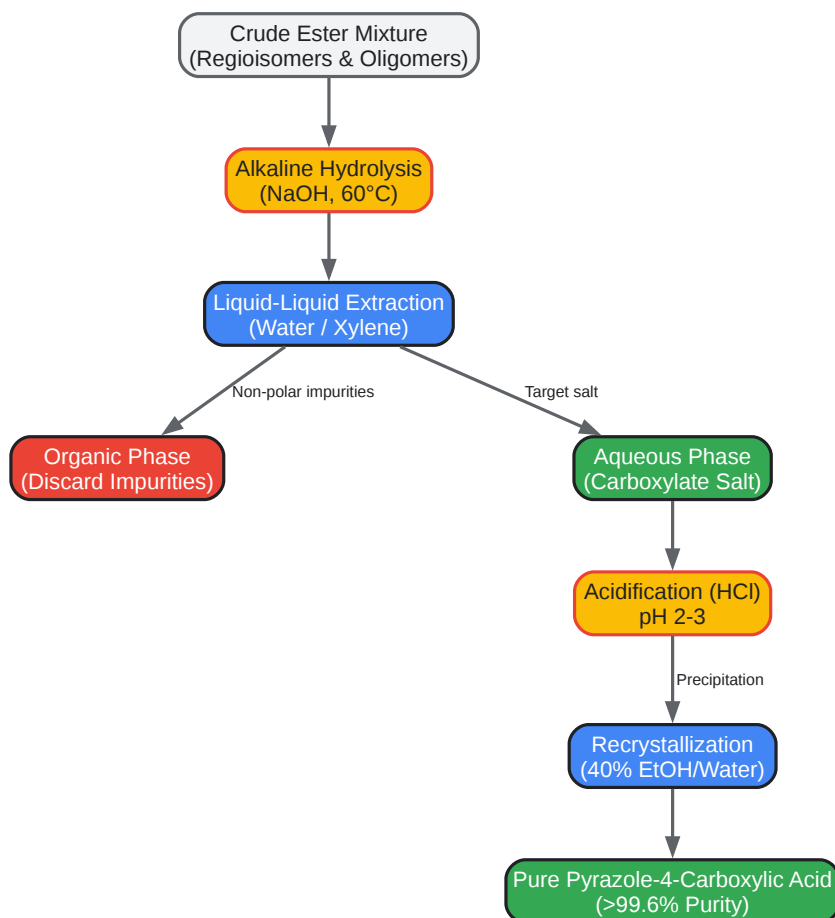 Crude Ester Mixture
(Regioisomers & Oligomers)
Alkaline Hydrolysis
(NaOH, 60°C)
Liquid-Liquid Extraction
(Water / Xylene)
Non-polar impurities
Target salt
Organic Phase
(Discard Impurities)
Aqueous Phase
(Carboxylate Salt)
Acidification (HCl)
pH 2-3
Precipitation
Recrystallization
(40% EtOH/Water)
Pure Pyrazole-4-Carboxylic Acid
(>99.6% Purity)